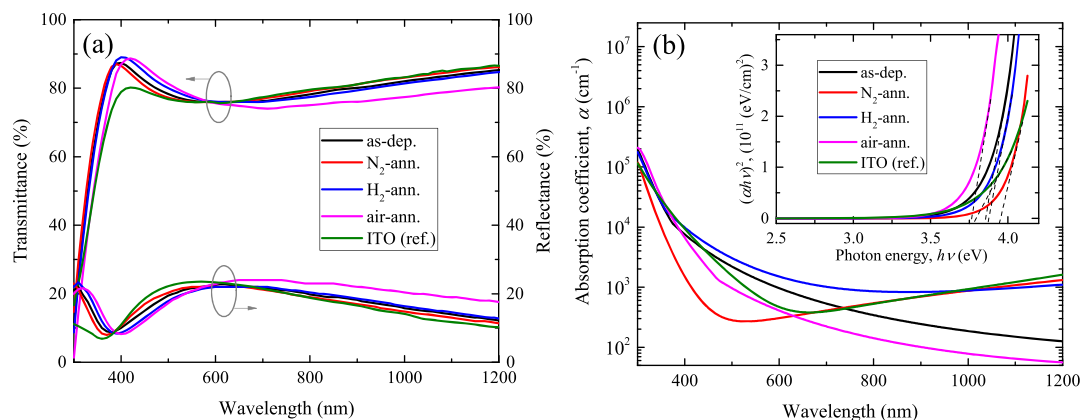 (a)
Transmittance (%)
100
80
60
40
20
0
as-dep.
N₂-ann.
H₂-ann.
air-ann.
ITO (ref.)
100
80
60
40
20
0
Reflectance (%)
400
600
800
1000
1200
Wavelength (nm)
(b)
Absorption coefficient, α (cm⁻¹)
10⁷
10⁶
10⁵
10⁴
10³
10²
400
600
800
1000
1200
Wavelength (nm)
(αhν)², (10¹¹ (eV/cm)²)
3
2
1
0
as-dep.
N₂-ann.
H₂-ann.
air-ann.
ITO (ref.)
2.5
3.0
3.5
4.0
Photon energy, hν (eV)